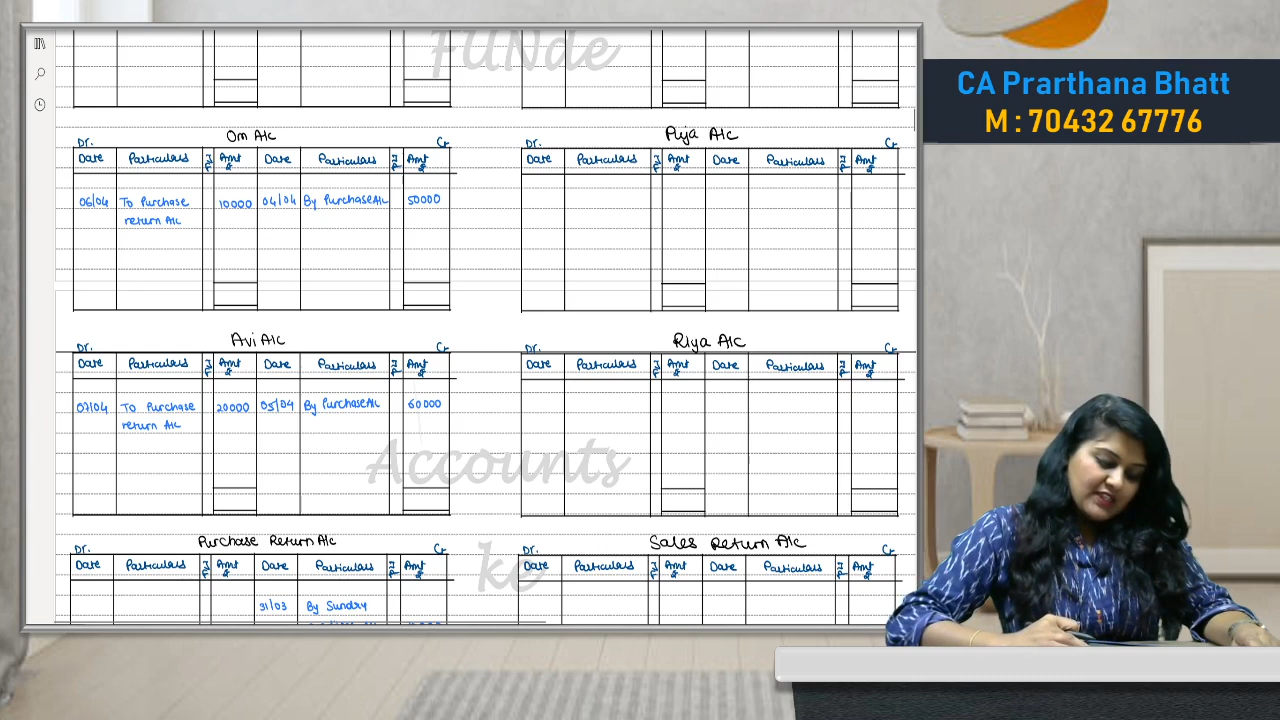 FUNde
CA Prarthana Bhatt
M : 70432 67776
Om A/c
Dr. Cr
Date Particulars J.F. Amt ₹ Date Particulars J.F. Amt ₹
06/04 To Purchase return A/c 10000 04/04 By Purchase A/c 50000
Piya A/c
Dr. Cr
Date Particulars J.F. Amt ₹ Date Particulars J.F. Amt ₹
Avi A/c
Dr. Cr
Date Particulars J.F. Amt ₹ Date Particulars J.F. Amt ₹
07/04 To Purchase return A/c 20000 05/04 By Purchase A/c 60000
Riya A/c
Dr. Cr
Date Particulars J.F. Amt ₹ Date Particulars J.F. Amt ₹
Accounts
Purchase Return A/c
Dr. Cr
Date Particulars J.F. Amt ₹ Date Particulars J.F. Amt ₹
31/03 By Sundry
ke
Sales Return A/c
Dr. Cr
Date Particulars J.F. Amt ₹ Date Particulars J.F. Amt ₹